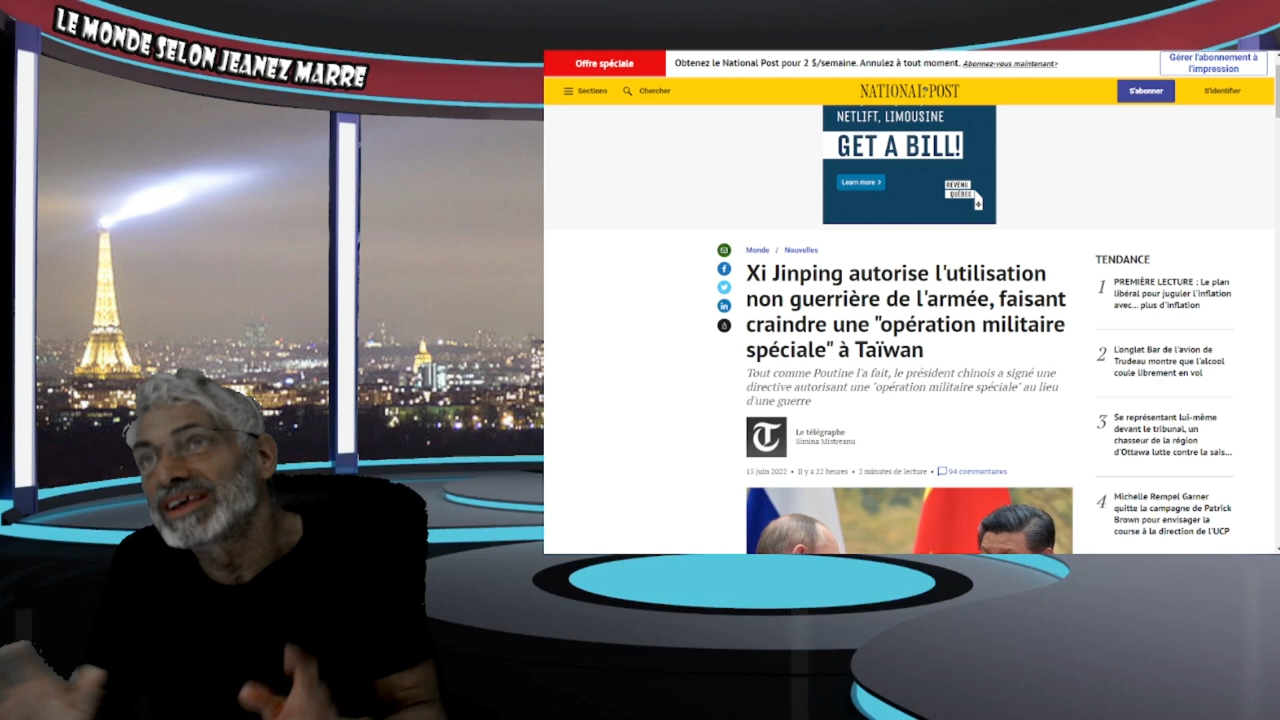 LE MONDE SELON JEANEZ MARRE
Offre spéciale
Obtenez le National Post pour 2 $/semaine. Annulez à tout moment. Abonnez-vous maintenant>
Gérer l'abonnement à
l'impression
Sections
Chercher
NATIONAL POST
S'abonner
S'identifier
NETLIFT, LIMOUSINE
GET A BILL!
Learn more >
REVENU
QUÉBEC
Monde / Nouvelles
Xi Jinping autorise l'utilisation
non guerrière de l'armée, faisant
craindre une "opération militaire
spéciale" à Taïwan
Tout comme Poutine l'a fait, le président chinois a signé une
directive autorisant une "opération militaire spéciale" au lieu
d'une guerre
Le télégraphe
Simina Mistreanu
15 juin 2022 • Il y a 22 heures • 2 minutes de lecture • 94 commentaires
TENDANCE
1 PREMIÈRE LECTURE : Le plan
libéral pour juguler l'inflation
avec... plus d'inflation
2 L'onglet Bar de l'avion de
Trudeau montre que l'alcool
coule librement en vol
3 Se représentant lui-même
devant le tribunal, un
chasseur de la région
d'Ottawa lutte contre la sais...
4 Michelle Rempel Garner
quitte la campagne de Patrick
Brown pour envisager la
course à la direction de l'UCP